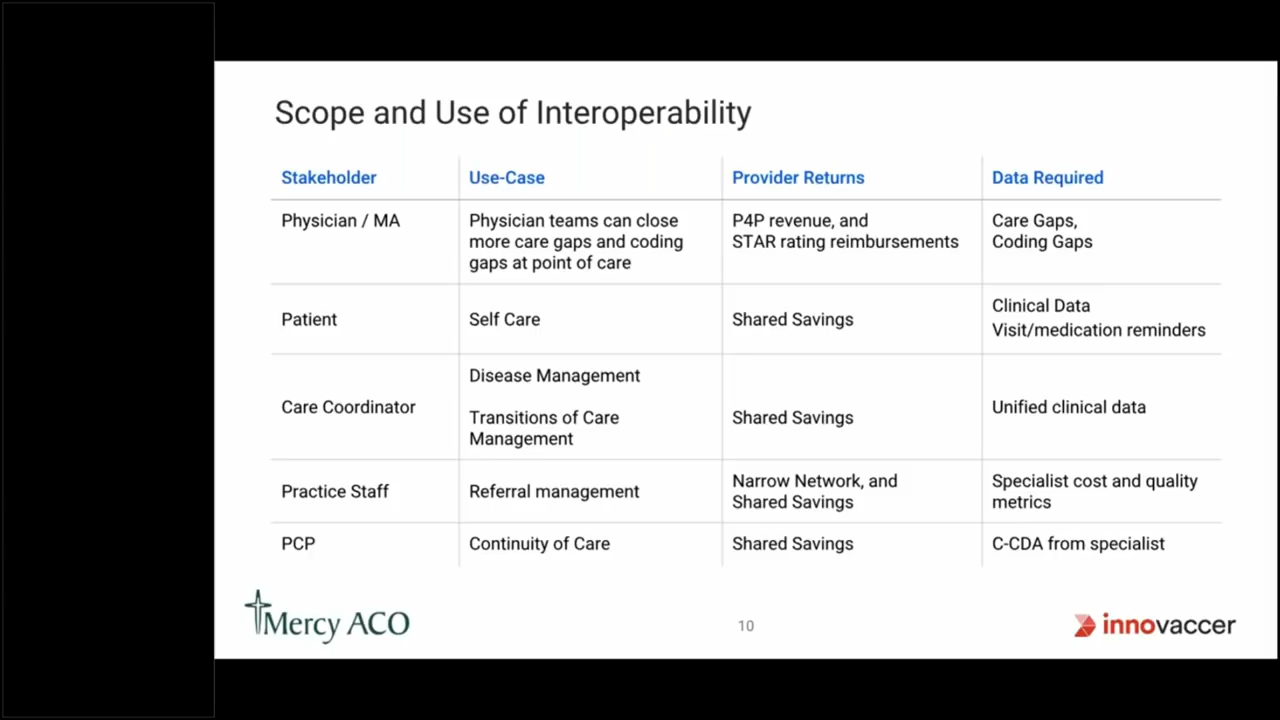 Scope and Use of Interoperability
Stakeholder
Use-Case
Provider Returns
Data Required
Physician / MA
Physician teams can close
more care gaps and coding
gaps at point of care
P4P revenue, and
STAR rating reimbursements
Care Gaps,
Coding Gaps
Patient
Self Care
Shared Savings
Clinical Data
Visit/medication reminders
Care Coordinator
Disease Management
Transitions of Care
Management
Shared Savings
Unified clinical data
Practice Staff
Referral management
Narrow Network, and
Shared Savings
Specialist cost and quality
metrics
PCP
Continuity of Care
Shared Savings
C-CDA from specialist
Mercy ACO
10
innovaccer